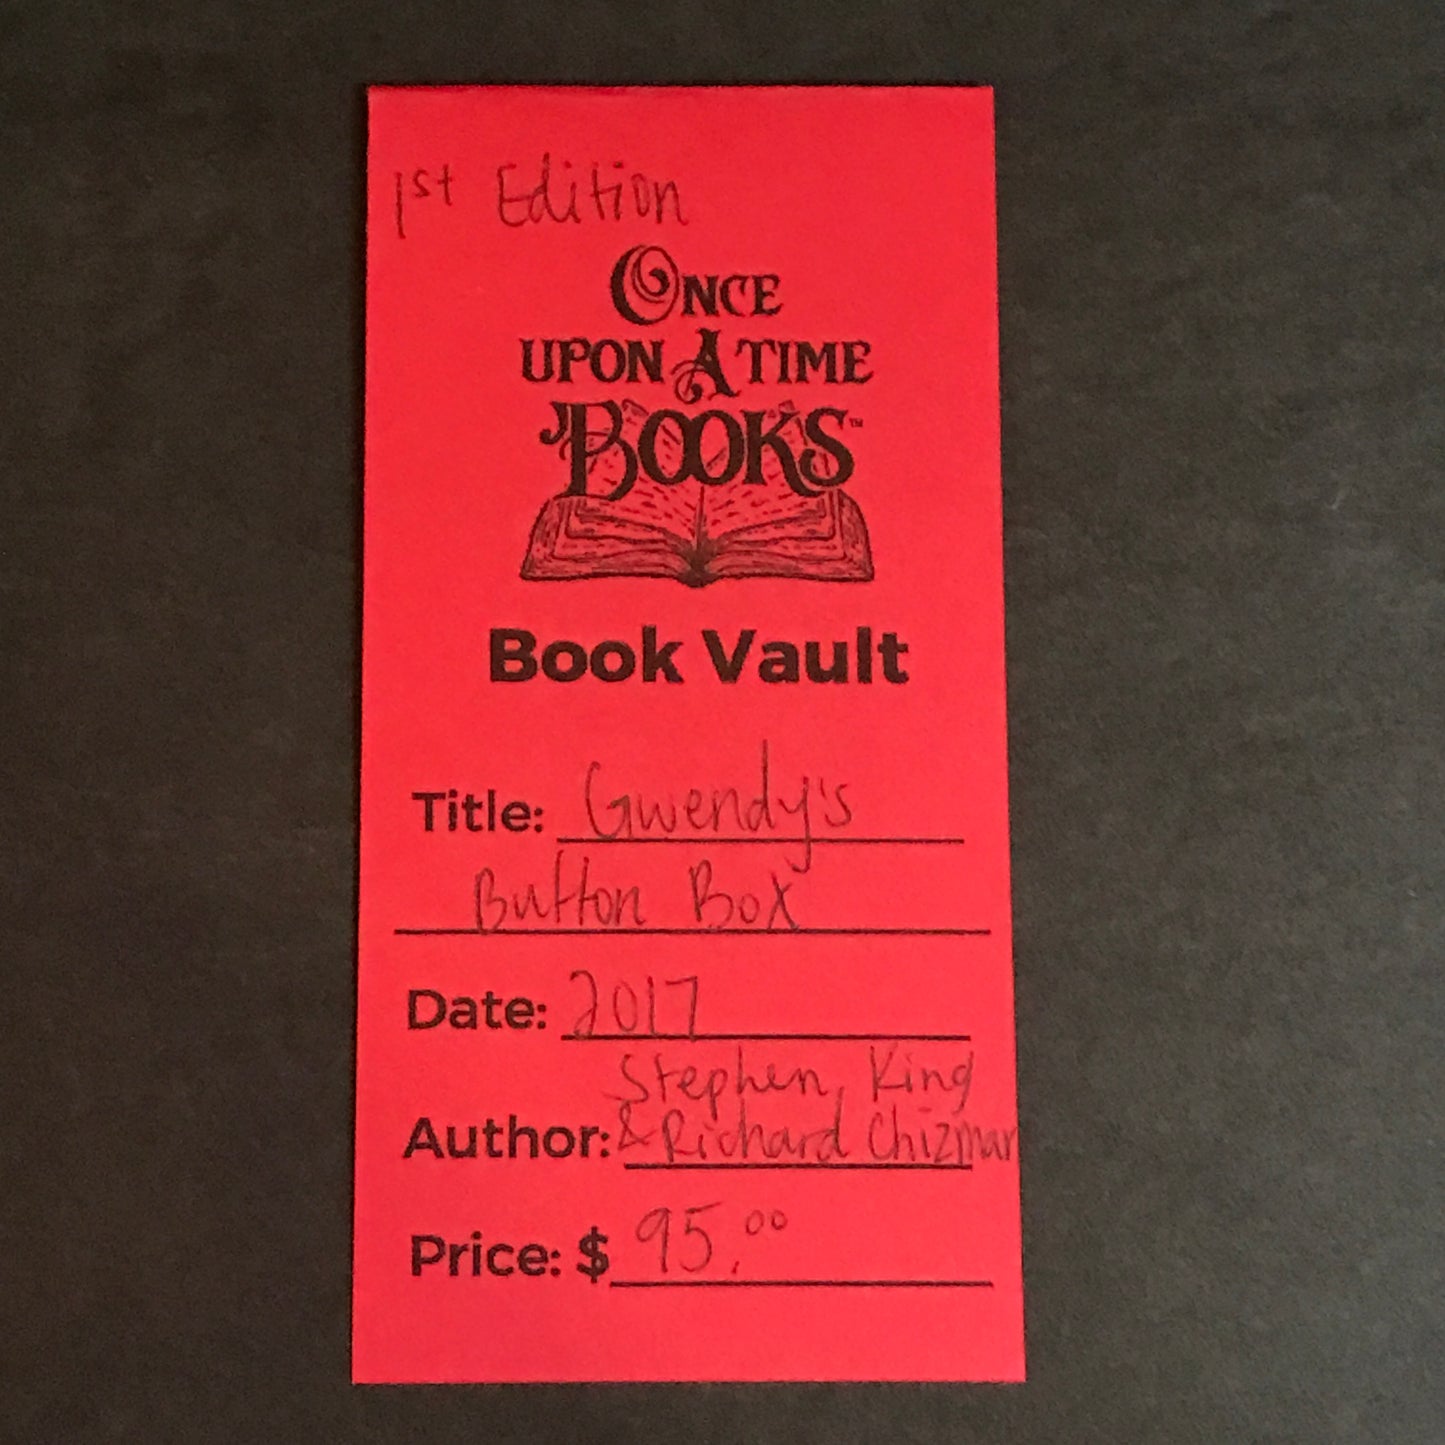 1st Edition
ONCE
UPON A TIME
BOOKS™
Book Vault
Title: Gwendy's
Button Box
Date: 2017
Stephen King
Author: & Richard Chizmar
Price: $ 95.00